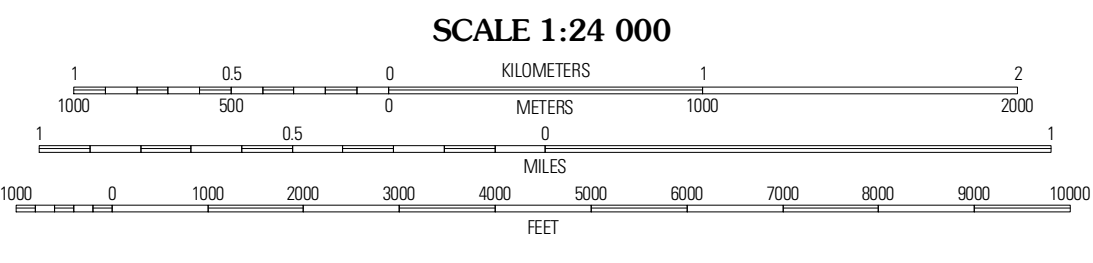 SCALE 1:24 000
1 0.5 0 KILOMETERS 1 2
1000 500 0 METERS 1000 2000
1 0.5 0 1
MILES
1000 0 1000 2000 3000 4000 5000 6000 7000 8000 9000 10000
FEET